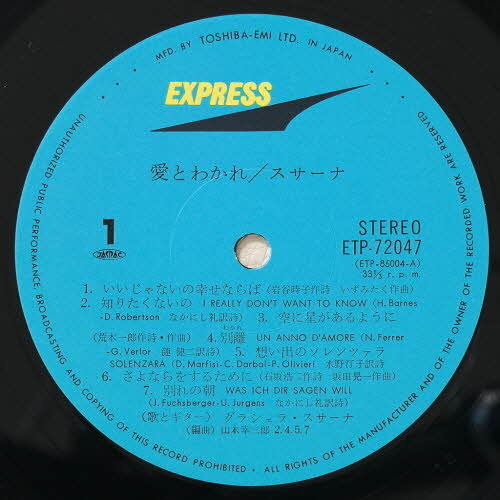 MFD. BY TOSHIBA-EMI LTD. IN JAPAN
EXPRESS
愛とわかれ/スサーナ
1
JASRAC
STEREO
ETP-72047
(ETP-85004-A)
33⅓ r. p. m.
1. いいじゃないの幸せならば (岩谷時子作詩 いずみたく作曲)
2. 知りたくないの I REALLY DON'T WANT TO KNOW (H. Barnes
-D. Robertson なかにし礼訳詩) 3. 空に星があるように
(荒木一郎作詩・作曲) 4. 別離 わかれ UN ANNO D'AMORE (N. Ferrer
-G. Verlor 蓮 健二訳詩) 5. 想い出のソレンツァラ
SOLENZARA (D. Marfisi-C. Darbal-P. Olivieri 水野汀子訳詩)
6. さよならをするために (石坂浩二作詩 坂田晃一作曲)
7. 別れの朝 WAS ICH DIR SAGEN WILL
(J. Fuchsberger-U. Jurgens なかにし礼訳詩)
〈歌とギター〉 グラシェラ・スサーナ
(編曲) 山本幸三郎 2.4.5.7
UNAUTHORIZED PUBLIC PERFORMANCE, BROADCASTING AND COPYING OF THIS RECORD PROHIBITED • ALL RIGHTS OF THE MANUFACTURER AND OF THE OWNER OF THE RECORDED WORK ARE RESERVED